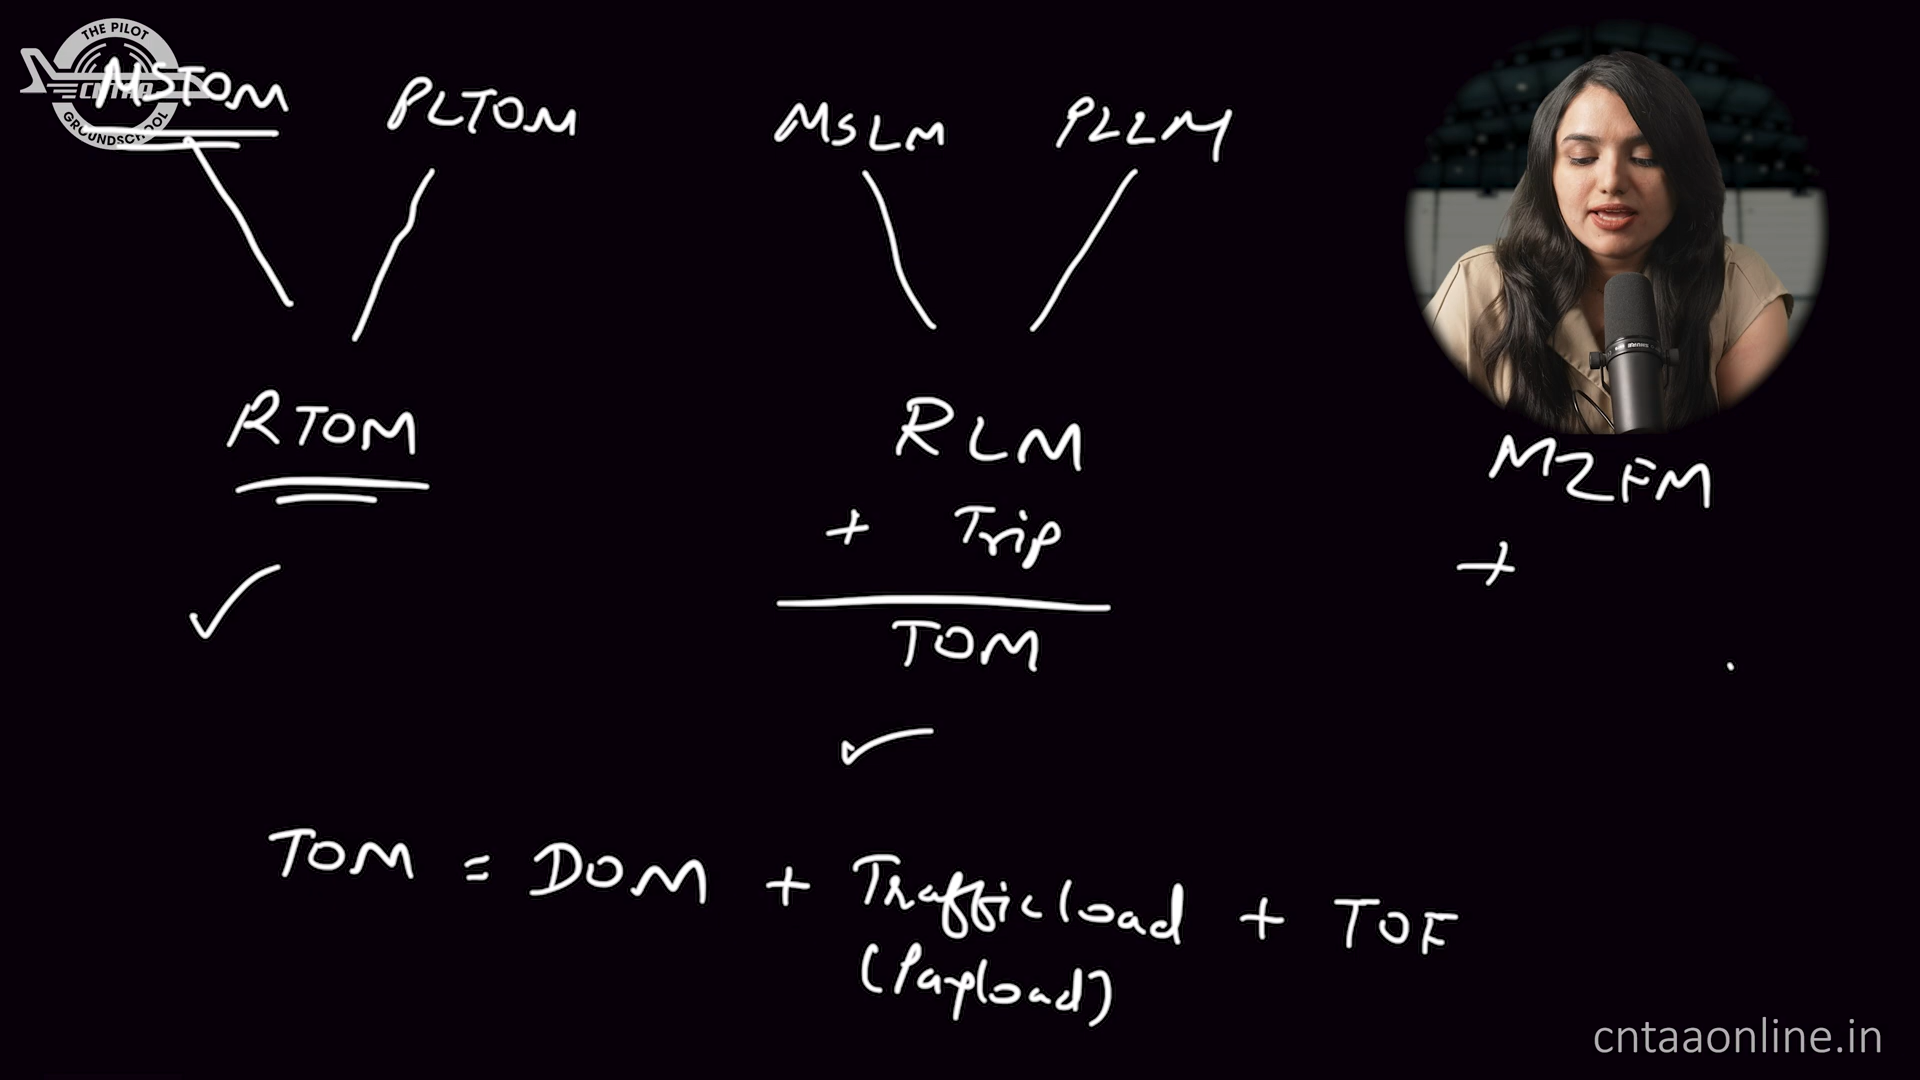 THE PILOT
CNTAA
GROUNDSCHOOL
MSTOM PLTOM MSLM PLLM
RTOM RLM MZFM
+ Trip +
TOM
TOM = DOM + Trafficload + TOF
(Payload)
cntaaonline.in